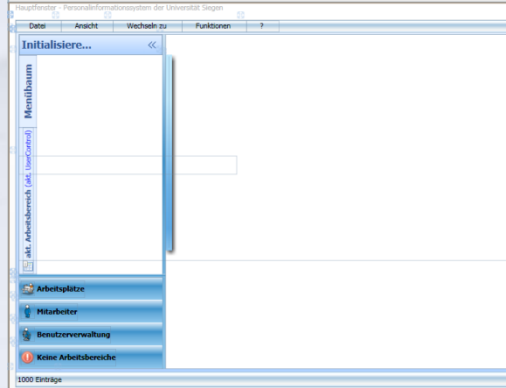 Hauptfenster - Personalinformationssystem der Universität Siegen
Datei Ansicht Wechseln zu Funktionen ?
Initialisiere... «
Menübaum
akt. Arbeitsbereich (akt. UserControl)
Arbeitsplätze
Mitarbeiter
Benutzerverwaltung
Keine Arbeitsbereiche
1000 Einträge